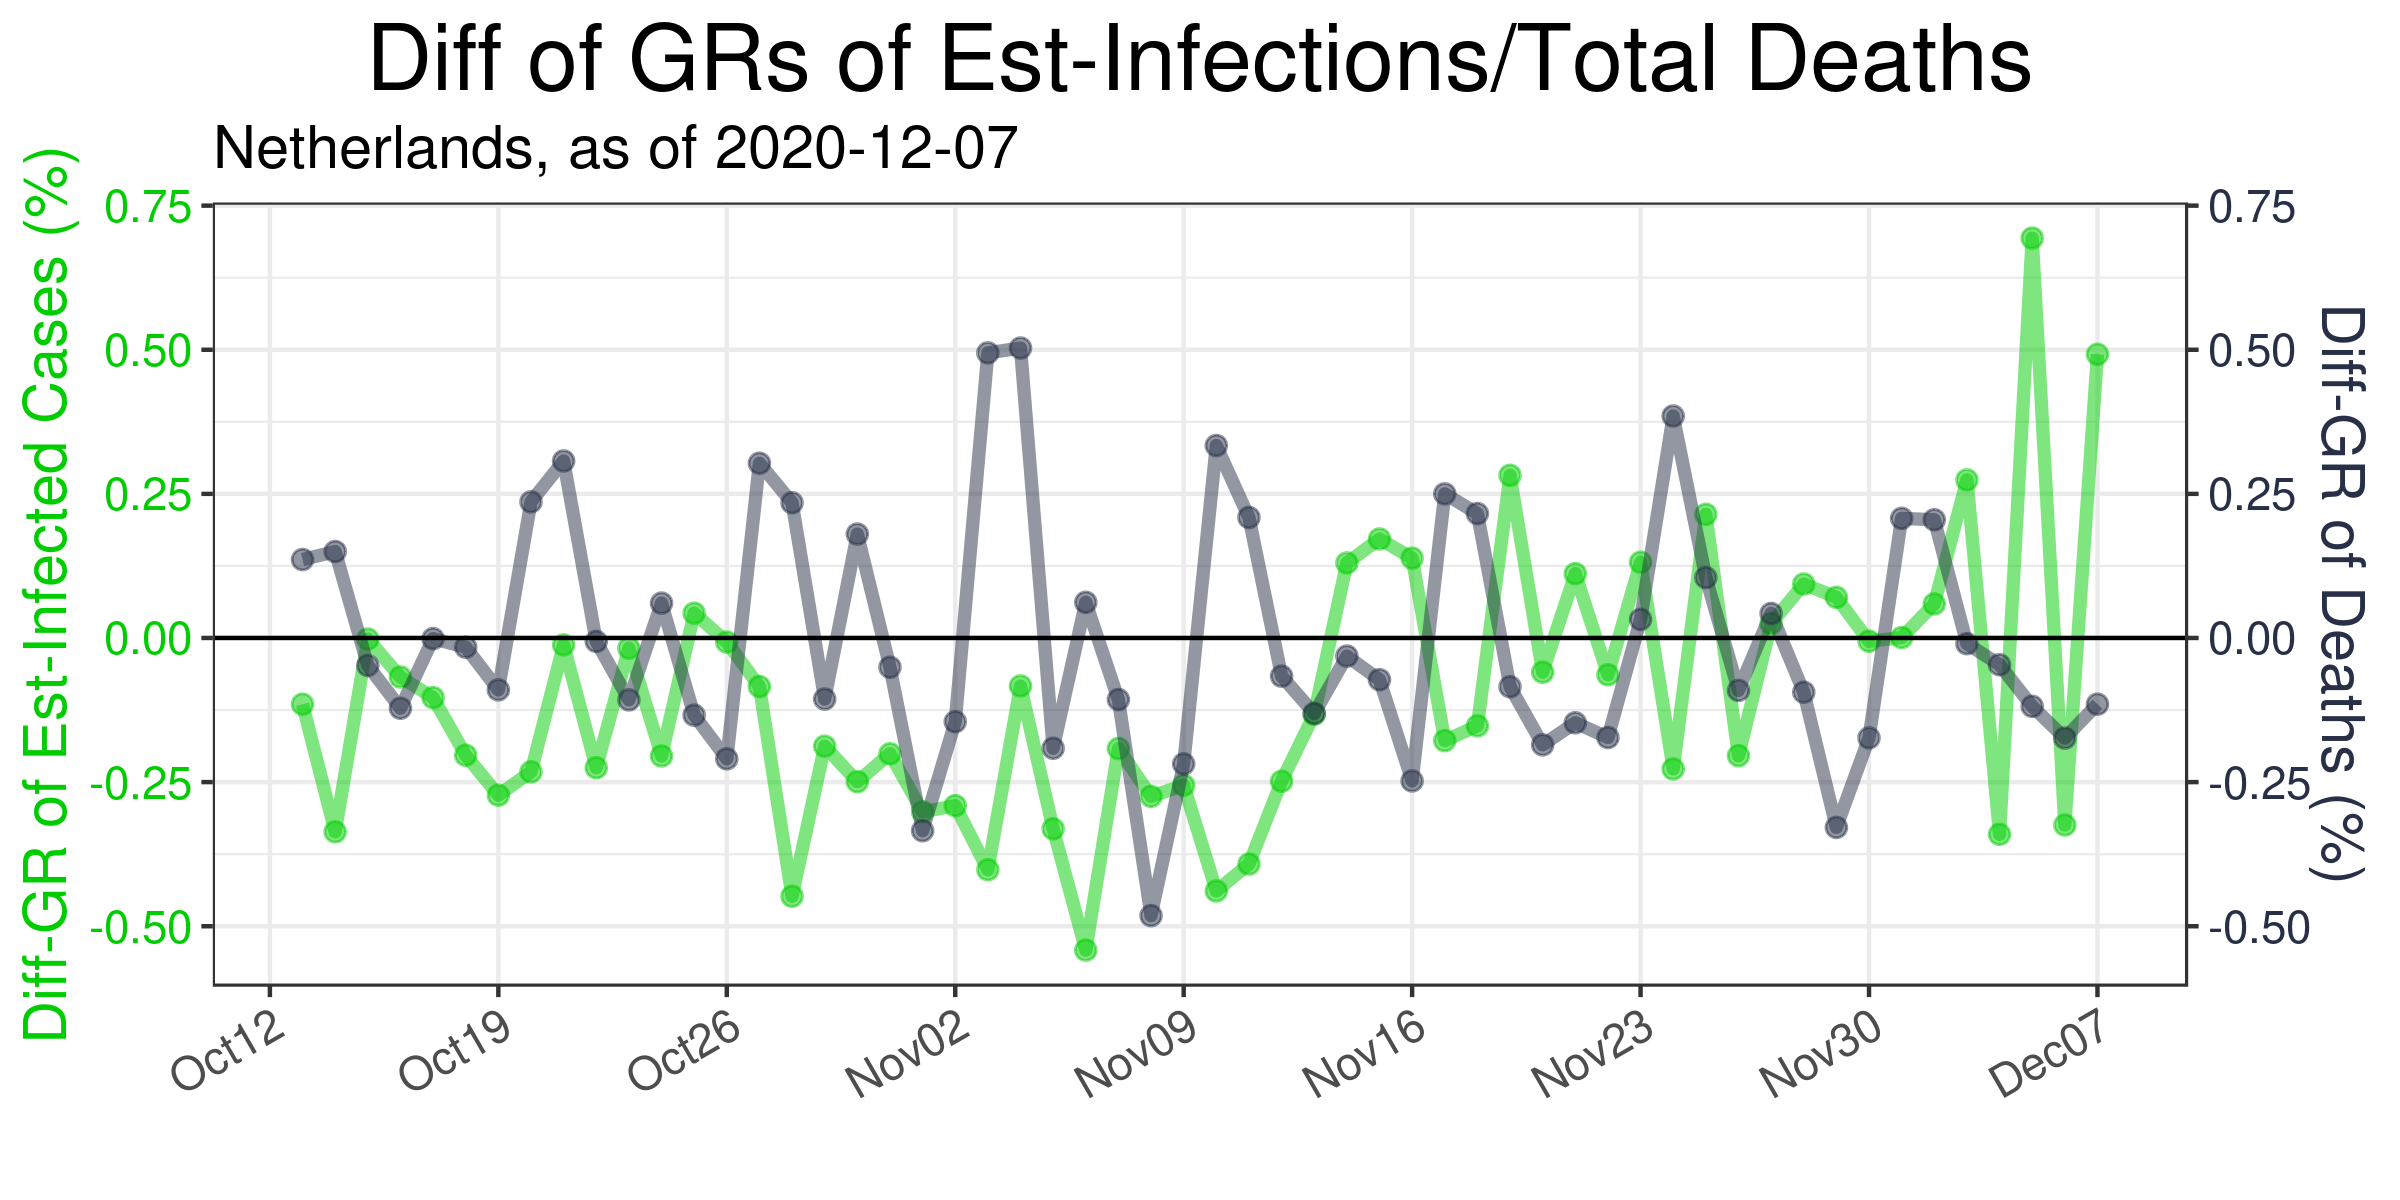 Diff of GRs of Est-Infections/Total Deaths
Netherlands, as of 2020-12-07
Diff-GR of Est-Infected Cases (%)
0.75
0.50
0.25
0.00
-0.25
-0.50
0.75
0.50
0.25
0.00
-0.25
-0.50
Diff-GR of Deaths (%)
Oct12
Oct19
Oct26
Nov02
Nov09
Nov16
Nov23
Nov30
Dec07